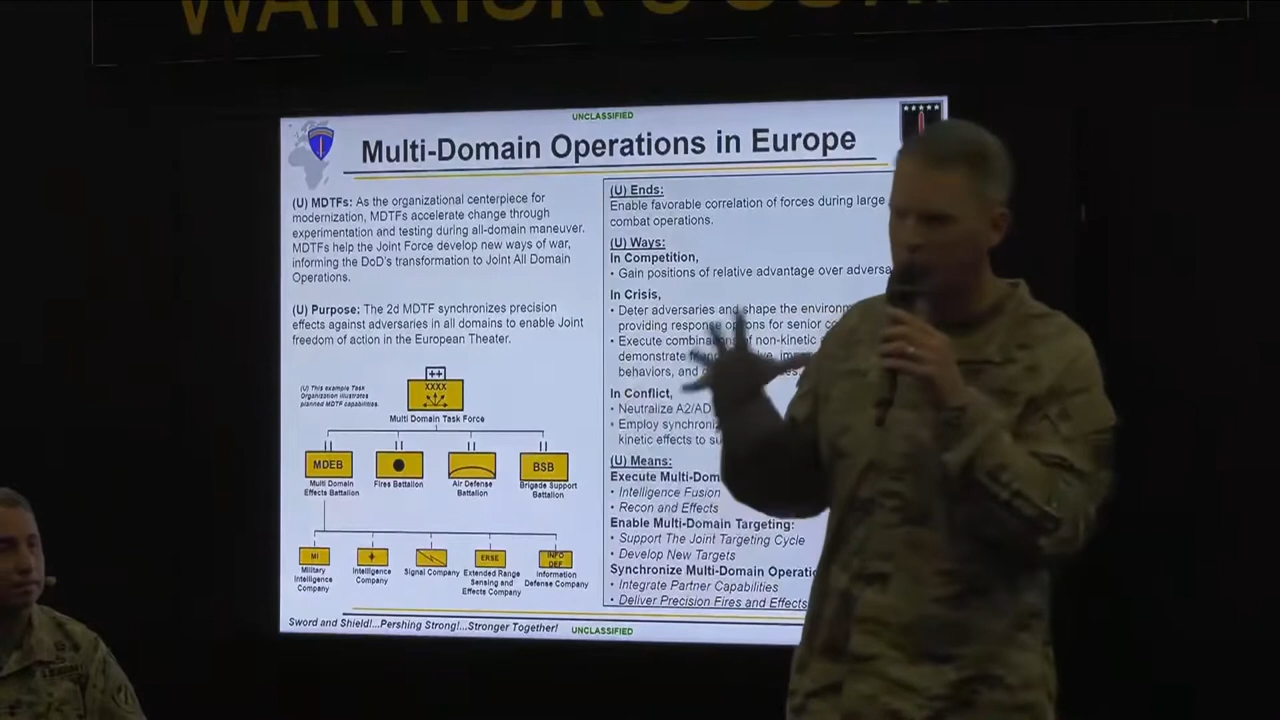 WARRIOR'S
UNCLASSIFIED
Multi-Domain Operations in Europe
(U) MDTFs: As the organizational centerpiece for
modernization, MDTFs accelerate change through
experimentation and testing during all-domain maneuver.
MDTFs help the Joint Force develop new ways of war,
informing the DoD's transformation to Joint All Domain
Operations.
(U) Purpose: The 2d MDTF synchronizes precision
effects against adversaries in all domains to enable Joint
freedom of action in the European Theater.
(U) This example Task
Organization illustrates
planned MDTF capabilities.
++
XXXX
Multi Domain Task Force
MDEB
BSB
Multi Domain
Effects Battalion
Fires Battalion
Air Defense
Battalion
Brigade Support
Battalion
MI
ERSE
INFO
DEF
Military
Intelligence
Company
Intelligence
Company
Signal Company
Extended Range
Sensing and
Effects Company
Information
Defense Company
(U) Ends:
Enable favorable correlation of forces during large
combat operations.
(U) Ways:
In Competition,
• Gain positions of relative advantage over
In Crisis,
• Deter adversaries and shape the
providing response options for senior
• Execute of non-kinetic
demonstrate
behaviors, and
In Conflict,
• Neutralize A2/AD
• Employ
kinetic effects to
(U) Means:
Execute
• Intelligence Fusion
• Recon and Effects
Enable Multi-Domain Targeting:
• Support The Joint Targeting Cycle
• Develop New Targets
Synchronize Multi-Domain
• Integrate Partner Capabilities
• Deliver Precision Fires and Effects
Sword and Shield!...Pershing Strong!...Stronger Together!
UNCLASSIFIED